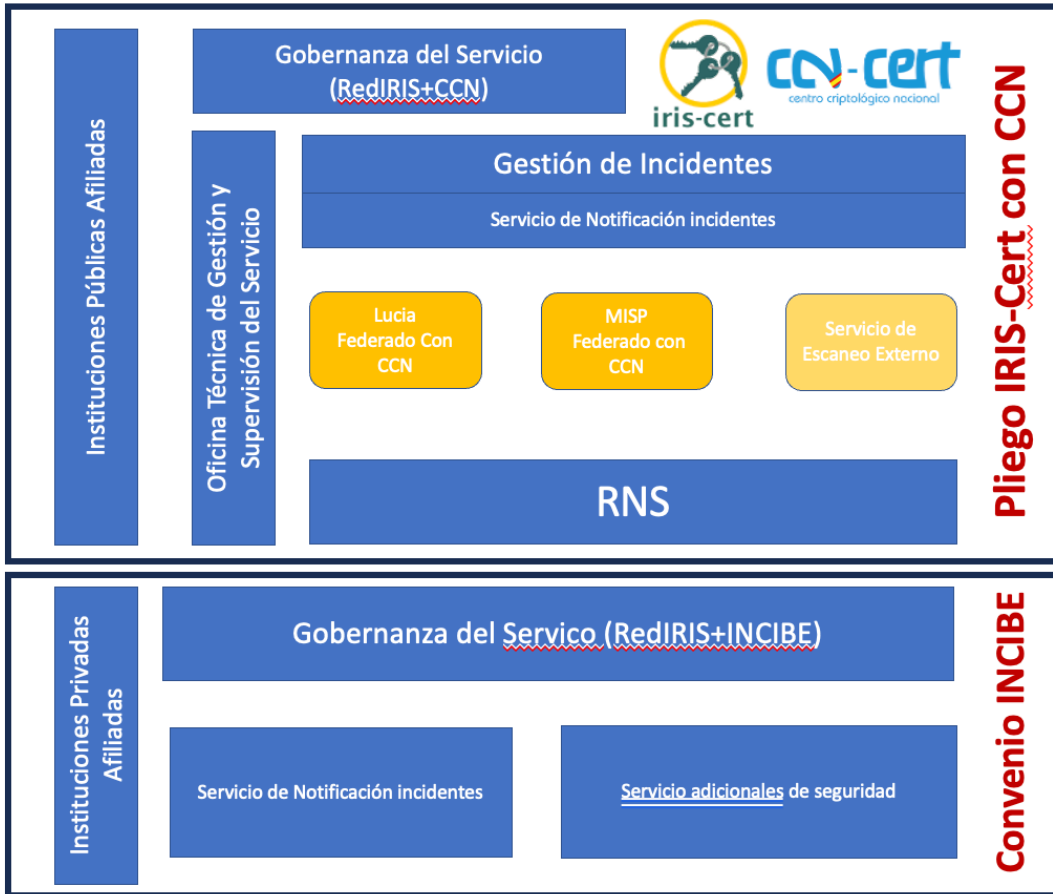 Instituciones Públicas Afiliadas
Gobernanza del Servicio
(RedIRIS+CCN)
iris-cert
ccn-cert
centro criptológico nacional
Pliego IRIS-Cert con CCN
Oficina Técnica de Gestión y
Supervisión del Servicio
Gestión de Incidentes
Servicio de Notificación incidentes
Lucia
Federado Con
CCN
MISP
Federado con
CCN
Servicio de
Escaneo Externo
RNS
Instituciones Privadas
Afiliadas
Gobernanza del Servico (RedIRIS+INCIBE)
Convenio INCIBE
Servicio de Notificación incidentes
Servicio adicionales de seguridad